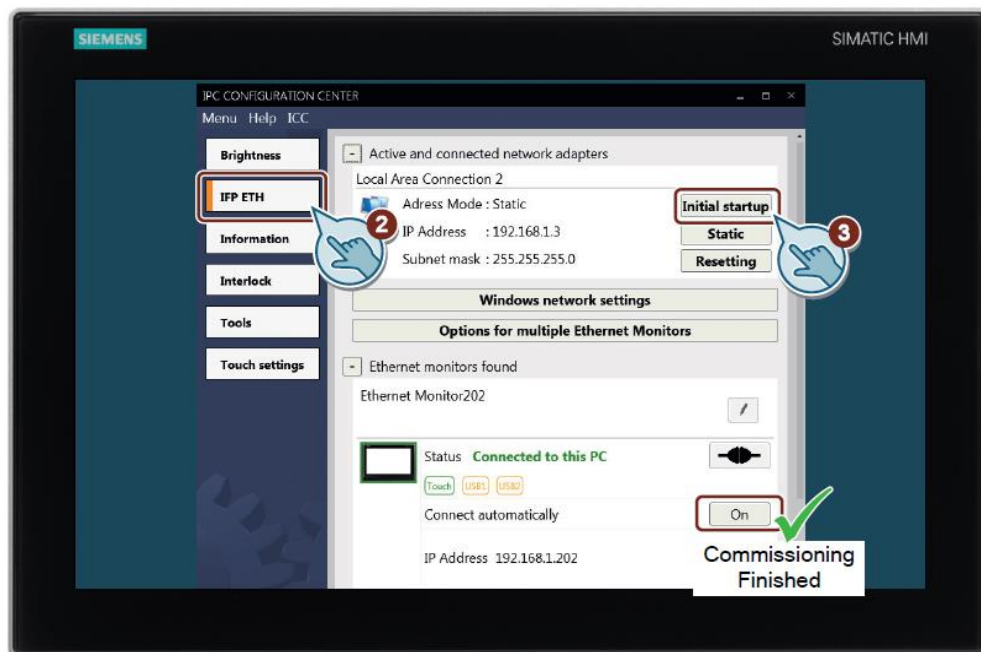 SIEMENS
SIMATIC HMI
IPC CONFIGURATION CENTER
Menu Help ICC
Brightness
IFP ETH
Information
Interlock
Tools
Touch settings
- Active and connected network adapters
Local Area Connection 2
Adress Mode : Static
IP Address : 192.168.1.3
Subnet mask : 255.255.255.0
Initial startup
Static
Resetting
2
3
Windows network settings
Options for multiple Ethernet Monitors
- Ethernet monitors found
Ethernet Monitor202
Status Connected to this PC
Touch USB1 USB2
Connect automatically
On
IP Address 192.168.1.202
Commissioning
Finished